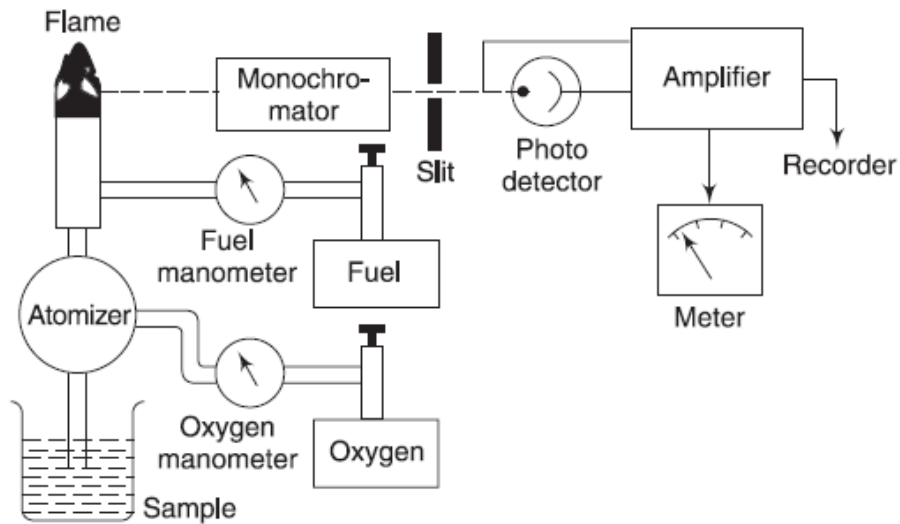 Flame
Monochro-
mator
Amplifier
Slit
Photo
detector
Recorder
Fuel
manometer
Fuel
Meter
Atomizer
Oxygen
manometer
Oxygen
Sample